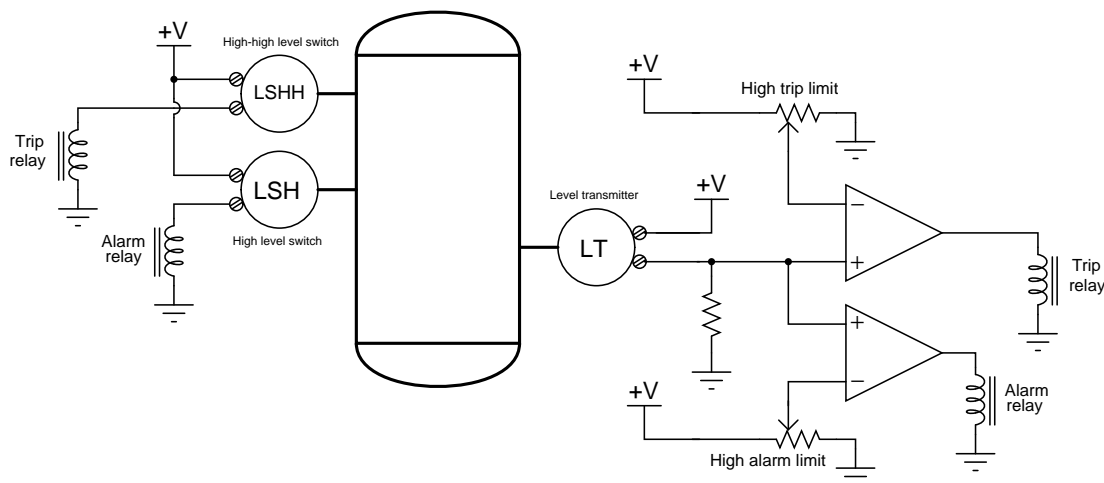 +V
High-high level switch
LSHH
Trip
relay
LSH
High level switch
Alarm
relay
Level transmitter
LT
+V
+V
High trip limit
−
+
Trip
relay
+
−
Alarm
relay
+V
High alarm limit